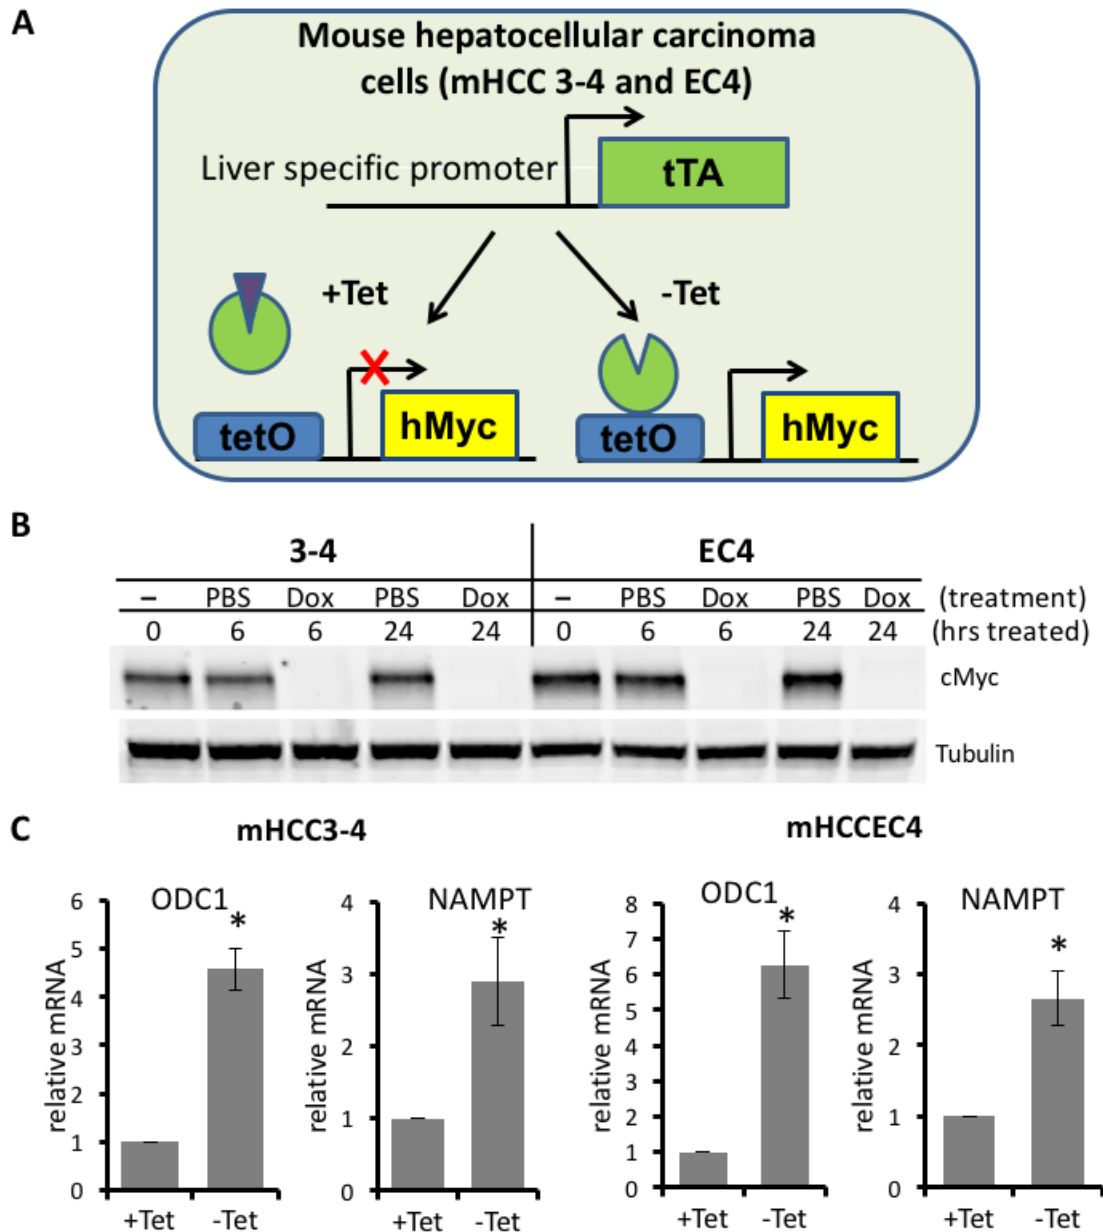 A
Mouse hepatocellular carcinoma
cells (mHCC 3-4 and EC4)
Liver specific promoter
tTA
+Tet
-Tet
tetO
hMyc
tetO
hMyc
B
3-4
EC4
– PBS Dox PBS Dox – PBS Dox PBS Dox (treatment)
0 6 6 24 24 0 6 6 24 24 (hrs treated)
cMyc
Tubulin
C
mHCC3-4
mHCCEC4
ODC1
*
relative mRNA
6
5
4
3
2
1
0
+Tet -Tet
NAMPT
*
relative mRNA
4
3
2
1
0
+Tet -Tet
ODC1
*
relative mRNA
8
7
6
5
4
3
2
1
0
+Tet -Tet
NAMPT
*
relative mRNA
4
3
2
1
0
+Tet -Tet